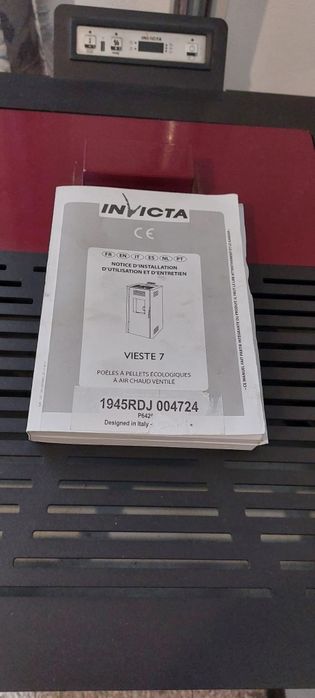 INVICTA
INVICTA
CE
FR EN IT ES NL PT
NOTICE D'INSTALLATION
D'UTILISATION ET D'ENTRETIEN
VIESTE 7
POÊLES À PELLETS ÉCOLOGIQUES
À AIR CHAUD VENTILÉ
1945RDJ 004724
Designed in Italy -